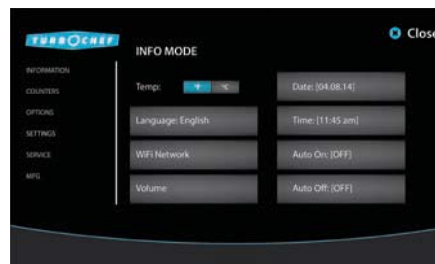 TURBOCHEF
Close
INFO MODE
INFORMATION
COUNTERS
OPTIONS
SETTINGS
SERVICE
MFG
Temp: °F °C
Language: English
WiFi Network
Volume
Date: [04.08.14]
Time: [11:45 am]
Auto On: [OFF]
Auto Off: [OFF]